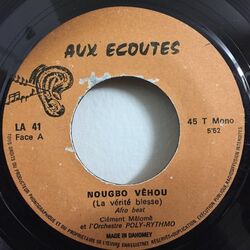 AUX ECOUTES
LA 41
Face A
45 T Mono
5'52
NOUGBO VÊHOU
(La vérité blesse)
Afro beat
Clément Mêlomê
et l'Orchestre POLY-RYTHMO
MADE IN DAHOMEY